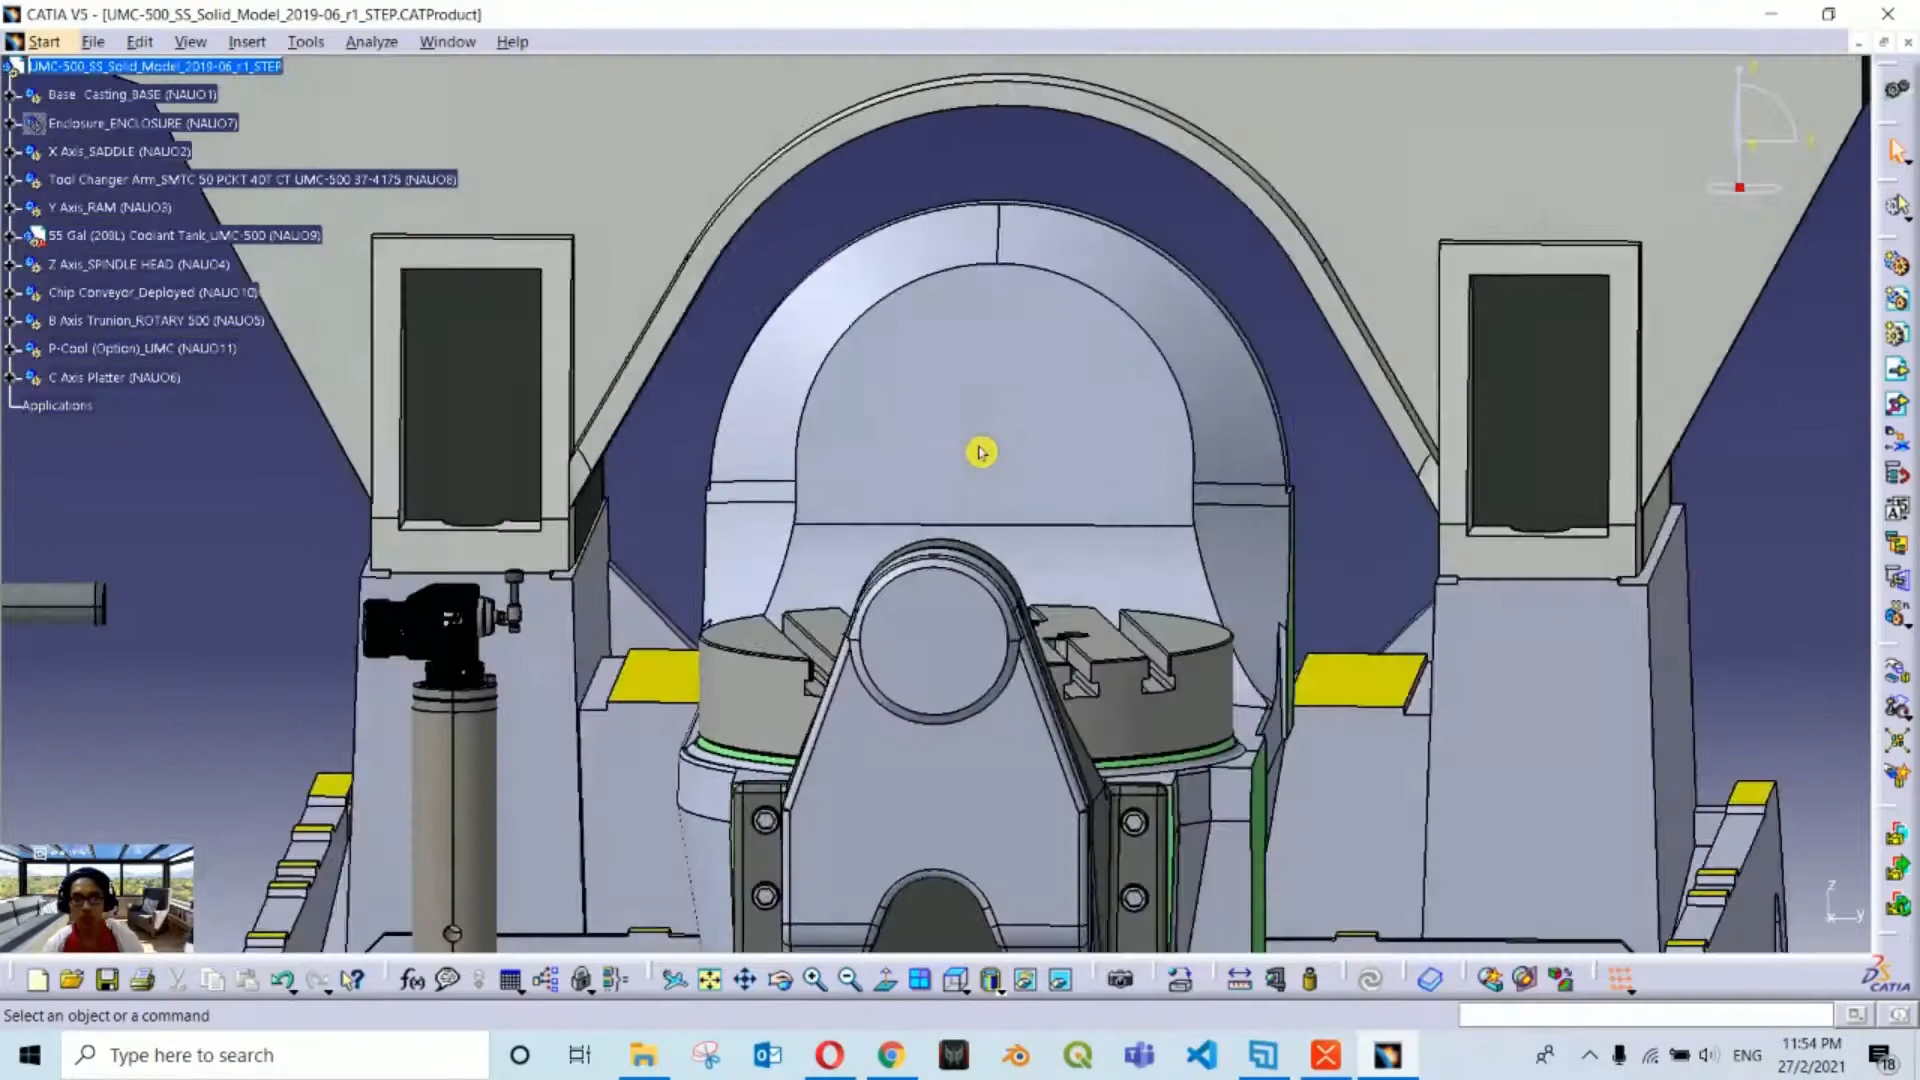 CATIA V5 - [UMC-500_SS_Solid_Model_2019-06_r1_STEP.CATProduct]
Start File Edit View Insert Tools Analyze Window Help
UMC-500_SS_Solid_Model_2019-06_r1_STEP
Base Casting_BASE (NAUO1)
Enclosure_ENCLOSURE (NAUO7)
X Axis_SADDLE (NAUO2)
Tool Changer Arm_SMTC 50 PCKT 40T CT UMC-500 37-4175 (NAUO8)
Y Axis_RAM (NAUO3)
55 Gal (208L) Coolant Tank_UMC-500 (NAUO9)
Z Axis_SPINDLE HEAD (NAUO4)
Chip Conveyor_Deployed (NAUO10)
B Axis Trunion_ROTARY 500 (NAUO5)
P-Cool (Option)_UMC (NAUO11)
C Axis Platter (NAUO6)
Applications
z
x y
f(x)
CATIA
Select an object or a command
Type here to search
ENG
11:54 PM
27/2/2021
18